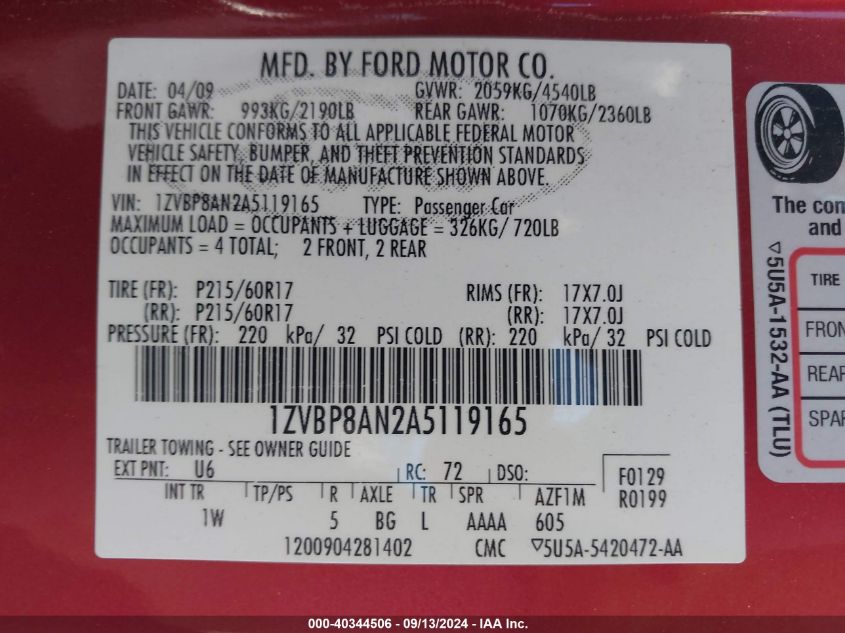 MFD. BY FORD MOTOR CO.
DATE: 04/09 GVWR: 2059KG/4540LB
FRONT GAWR: 993KG/2190LB REAR GAWR: 1070KG/2360LB
THIS VEHICLE CONFORMS TO ALL APPLICABLE FEDERAL MOTOR
VEHICLE SAFETY, BUMPER, AND THEFT PREVENTION STANDARDS
IN EFFECT ON THE DATE OF MANUFACTURE SHOWN ABOVE.
VIN: 1ZVBP8AN2A5119165 TYPE: Passenger Car
MAXIMUM LOAD = OCCUPANTS + LUGGAGE = 326KG/ 720LB
OCCUPANTS = 4 TOTAL; 2 FRONT, 2 REAR
TIRE (FR): P215/60R17 RIMS (FR): 17X7.0J
(RR): P215/60R17 (RR): 17X7.0J
PRESSURE (FR): 220 kPa/ 32 PSI COLD (RR): 220 kPa/ 32 PSI COLD
1ZVBP8AN2A5119165
TRAILER TOWING - SEE OWNER GUIDE
EXT PNT: U6 RC: 72 DSO: F0129
INT TR TP/PS R AXLE TR SPR AZF1M R0199
1W 5 BG L AAAA 605
1200904281402 CMC ▽5U5A-5420472-AA
The com
and
▽5U5A-1532-AA (TLU)
TIRE
FRON
REAR
SPAR
000-40344506 - 09/13/2024 - IAA Inc.